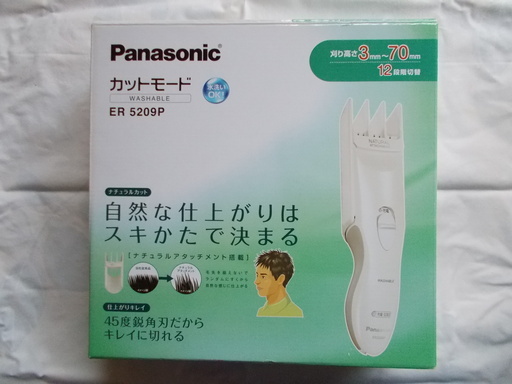 Panasonic
カットモード
WASHABLE
水洗い
OK!
ER 5209P
刈り高さ3mm～70mm
12段階切替
NATURAL
ナチュラルカット
自然な仕上がりは
スキかたで決まる
[ナチュラルアタッチメント搭載]
仕上がりキレイ
45度鋭角刃だから
キレイに切れる
WASHABLE
Panasonic